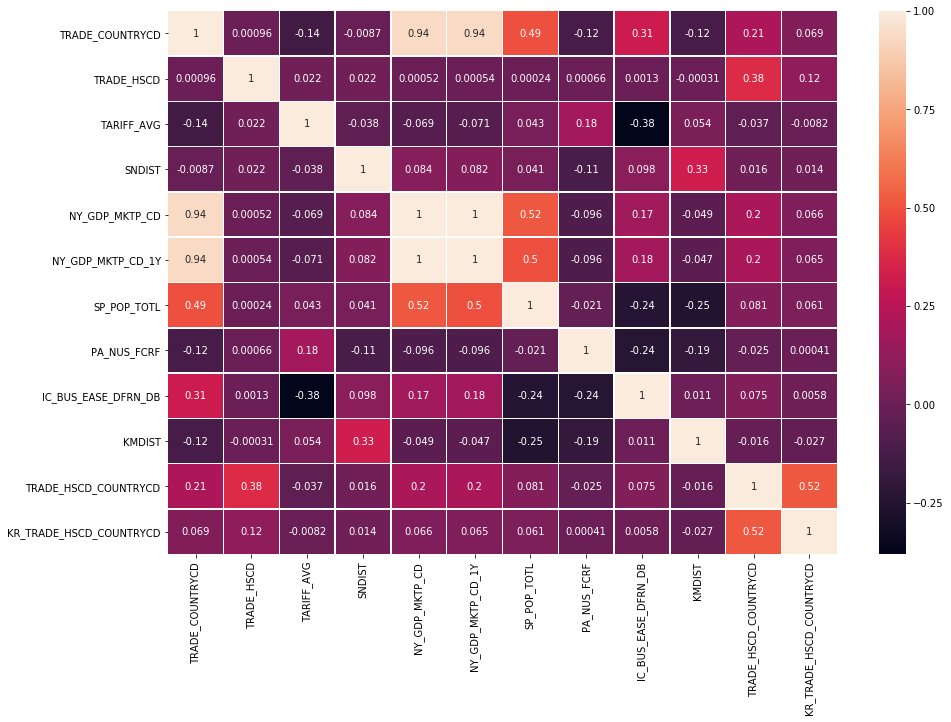 TRADE_COUNTRYCD 1 0.00096 -0.14 -0.0087 0.94 0.94 0.49 -0.12 0.31 -0.12 0.21 0.069
TRADE_HSCD 0.00096 1 0.022 0.022 0.00052 0.00054 0.00024 0.00066 0.0013 -0.00031 0.38 0.12
TARIFF_AVG -0.14 0.022 1 -0.038 -0.069 -0.071 0.043 0.18 -0.38 0.054 -0.037 -0.0082
SNDIST -0.0087 0.022 -0.038 1 0.084 0.082 0.041 -0.11 0.098 0.33 0.016 0.014
NY_GDP_MKTP_CD 0.94 0.00052 -0.069 0.084 1 1 0.52 -0.096 0.17 -0.049 0.2 0.066
NY_GDP_MKTP_CD_1Y 0.94 0.00054 -0.071 0.082 1 1 0.5 -0.096 0.18 -0.047 0.2 0.065
SP_POP_TOTL 0.49 0.00024 0.043 0.041 0.52 0.5 1 -0.021 -0.24 -0.25 0.081 0.061
PA_NUS_FCRF -0.12 0.00066 0.18 -0.11 -0.096 -0.096 -0.021 1 -0.24 -0.19 -0.025 0.00041
IC_BUS_EASE_DFRN_DB 0.31 0.0013 -0.38 0.098 0.17 0.18 -0.24 -0.24 1 0.011 0.075 0.0058
KMDIST -0.12 -0.00031 0.054 0.33 -0.049 -0.047 -0.25 -0.19 0.011 1 -0.016 -0.027
TRADE_HSCD_COUNTRYCD 0.21 0.38 -0.037 0.016 0.2 0.2 0.081 -0.025 0.075 -0.016 1 0.52
KR_TRADE_HSCD_COUNTRYCD 0.069 0.12 -0.0082 0.014 0.066 0.065 0.061 0.00041 0.0058 -0.027 0.52 1
TRADE_COUNTRYCD
TRADE_HSCD
TARIFF_AVG
SNDIST
NY_GDP_MKTP_CD
NY_GDP_MKTP_CD_1Y
SP_POP_TOTL
PA_NUS_FCRF
IC_BUS_EASE_DFRN_DB
KMDIST
TRADE_HSCD_COUNTRYCD
KR_TRADE_HSCD_COUNTRYCD
1.00
0.75
0.50
0.25
0.00
-0.25